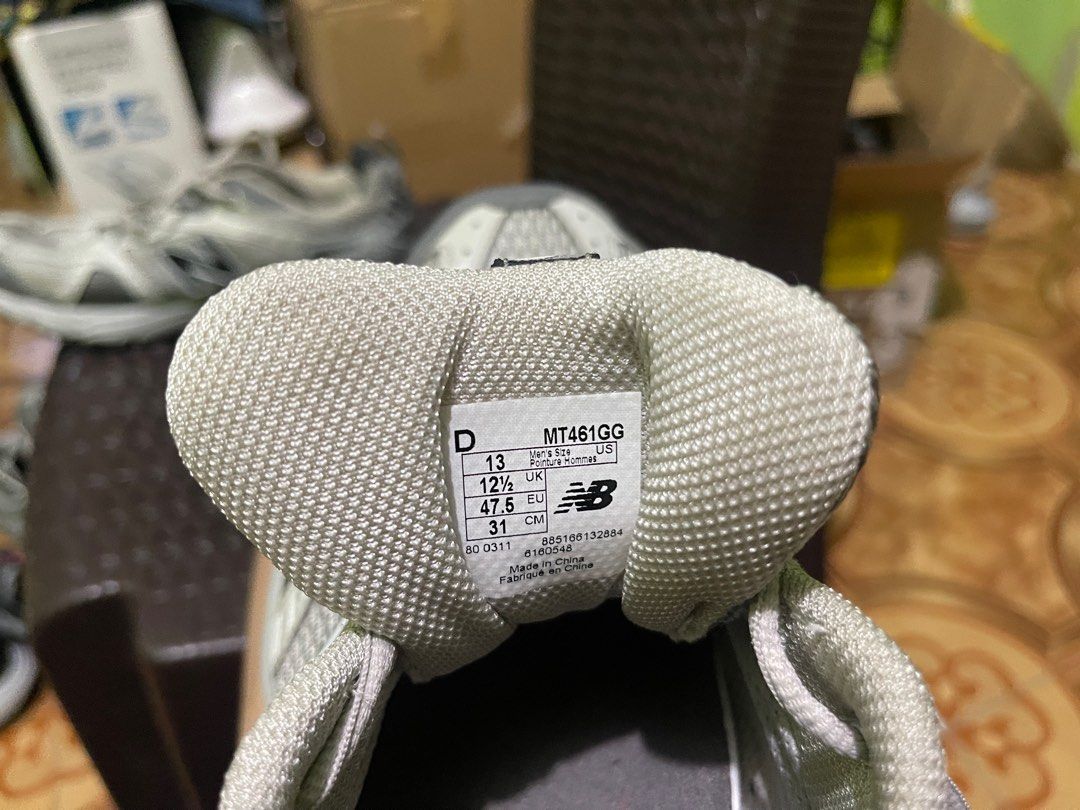 D MT461GG
13 Men's Size US
Pointure Hommes
12½ UK
47.5 EU
31 CM
NB
80 0311 885166132884
6160548
Made in China
Fabriqué en Chine